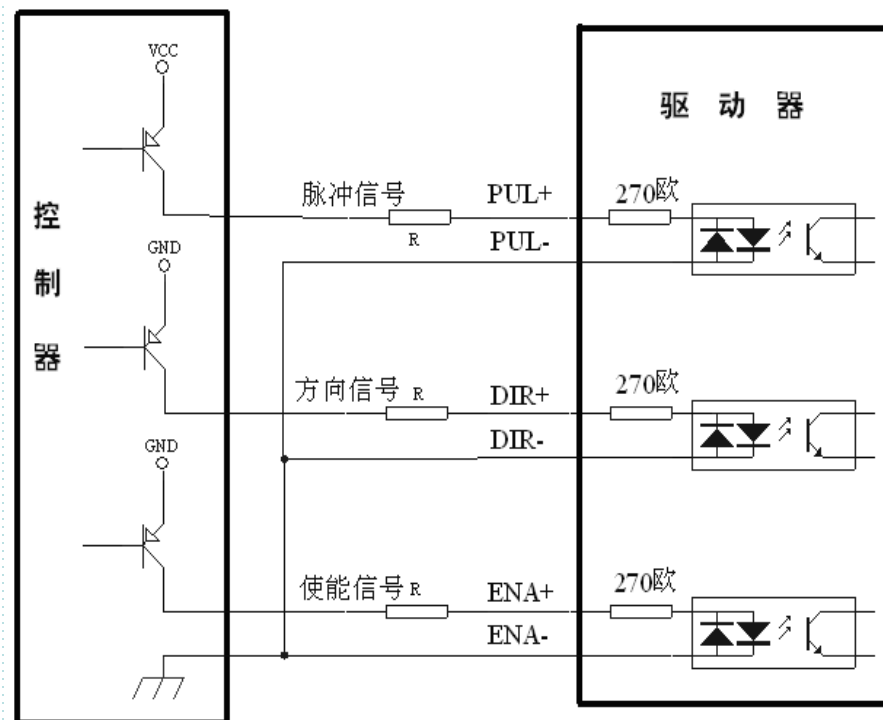 VCC
驱动器
脉冲信号 PUL+ 270欧
R
PUL-
控制器
GND
方向信号 R DIR+ 270欧
DIR-
GND
使能信号 R ENA+ 270欧
ENA-